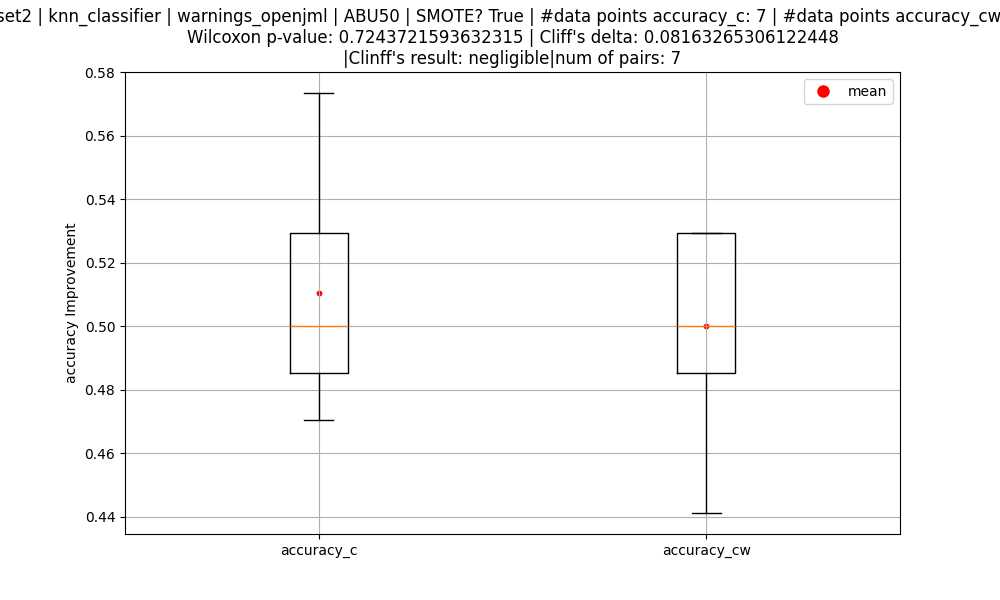 set2 | knn_classifier | warnings_openjml | ABU50 | SMOTE? True | #data points accuracy_c: 7 | #data points accuracy_cw
Wilcoxon p-value: 0.7243721593632315 | Cliff's delta: 0.08163265306122448
|Clinff's result: negligible|num of pairs: 7
mean
accuracy Improvement
0.58
0.56
0.54
0.52
0.50
0.48
0.46
0.44
accuracy_c
accuracy_cw